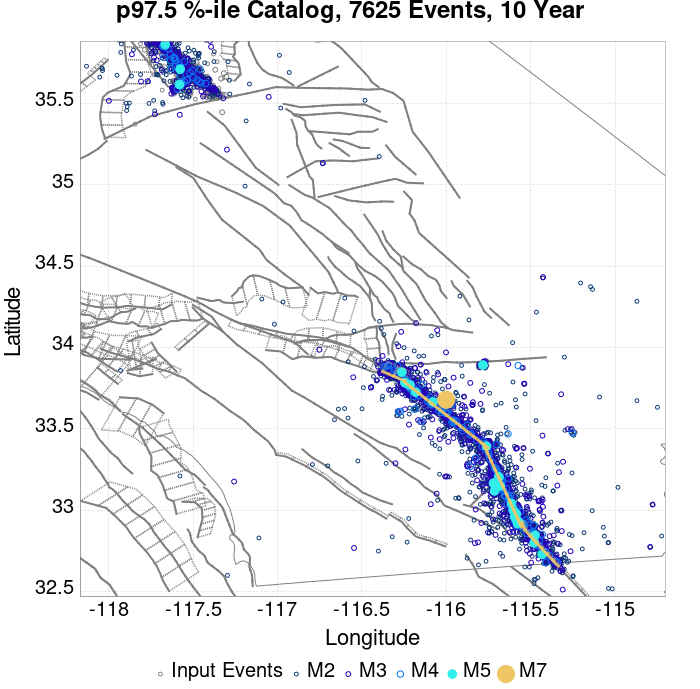 p97.5 %-ile Catalog, 7625 Events, 10 Year
35.5
35
34.5
34
33.5
33
32.5
Latitude
-118 -117.5 -117 -116.5 -116 -115.5 -115
Longitude
Input Events M2 M3 M4 M5 M7